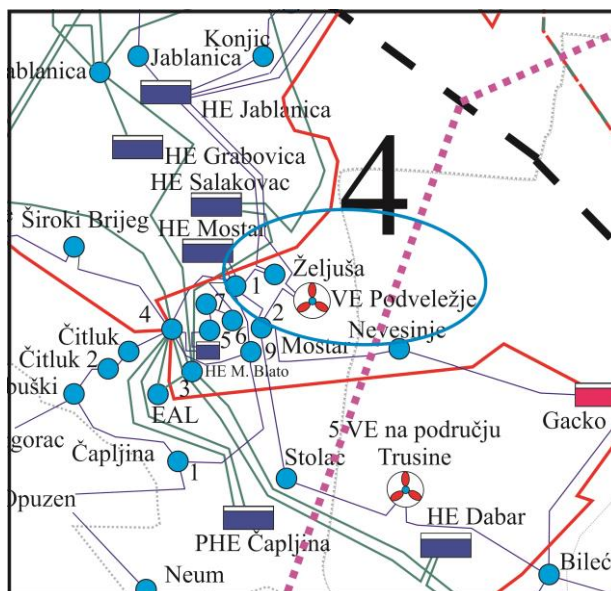 Konjic
Jablanica
ablanica
HE Jablanica
HE Grabovica
HE Salakovac
4
HE Mostar
Široki Brijeg
Željuša
1
VE Podveležje
7
4
2
6
5
Mostar
Nevesinje
Čitluk
9
Čitluk 2
HE M. Blato
3
buški
EAL
Gacko
gorac
5 VE na području
Trusine
Čapljina
1
Stolac
Opuzen
HE Dabar
PHE Čapljina
Bileć
Neum